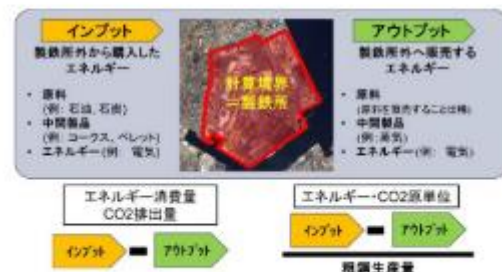 インプット
製鉄所外から購入した
エネルギー
• 原料
(例: 石油, 石炭)
• 中間製品
(例: コークス, ペレット)
• エネルギー(例: 電気)
計算境界
＝製鉄所
アウトプット
製鉄所外へ販売する
エネルギー
• 原料
(原料を販売することは稀)
• 中間製品
(例: 蒸気)
• エネルギー(例: 電気)
エネルギー消費量
CO2排出量
インプット ー アウトプット
エネルギー・CO2原単位
インプット ー アウトプット
粗鋼生産量